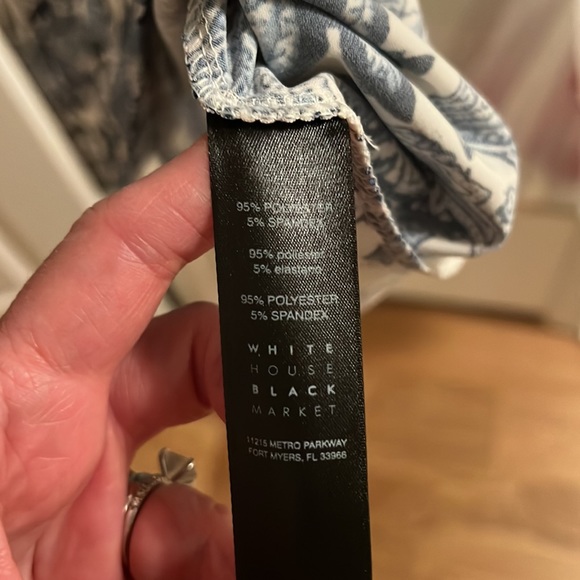 95% POLYESTER
5% SPANDEX
95% poliéster
5% elastano
95% POLYESTER
5% SPANDEX
WHITE
HOUSE
BLACK
MARKET
11215 METRO PARKWAY
FORT MYERS, FL 33966